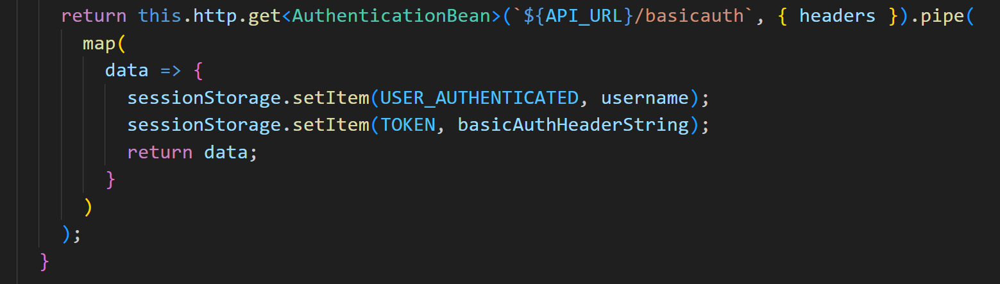 return this.http.get<AuthenticationBean>(`${API_URL}/basicauth`, { headers }).pipe(
map(
data => {
sessionStorage.setItem(USER_AUTHENTICATED, username);
sessionStorage.setItem(TOKEN, basicAuthHeaderString);
return data;
}
)
);
}